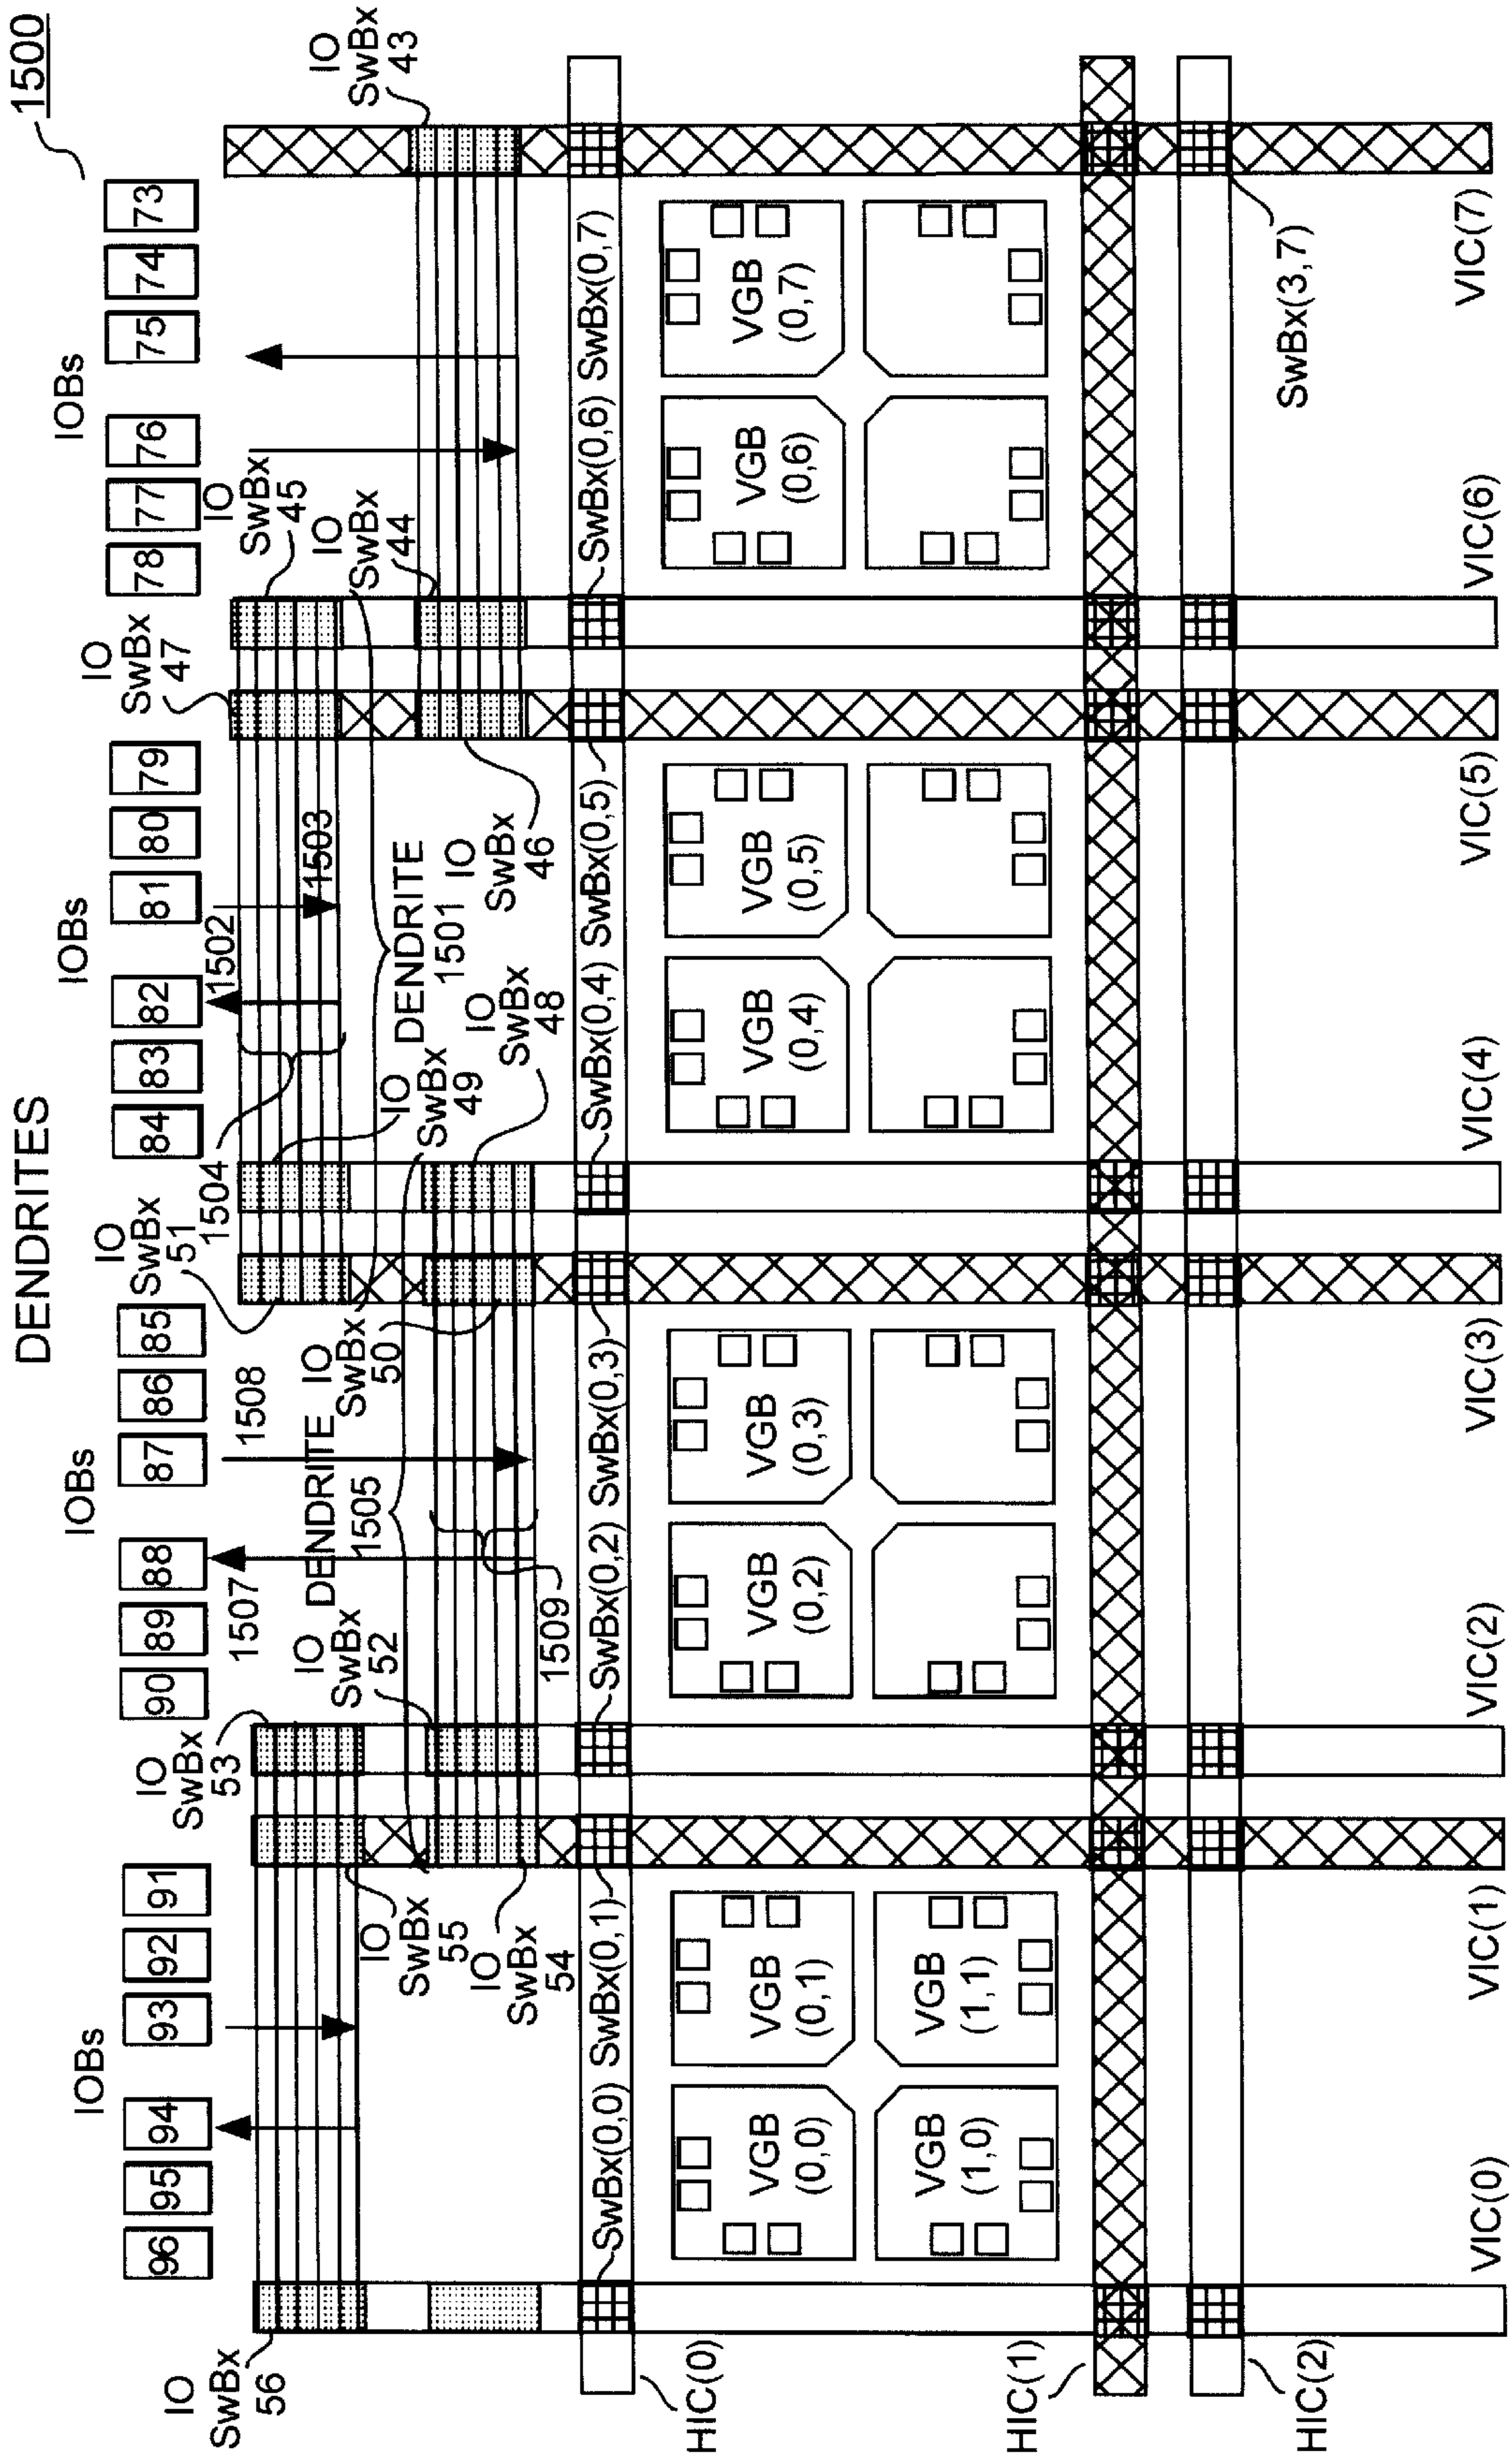 DENDRITES
1500
IOBs
IOBs
IOBs
IOBs
96
95
94
93
92
91
90
89
88
87
86
85
84
83
82
81
80
79
78
77
76
75
74
73
IO
SwBx
56
IO
SwBx
55
IO
SwBx
54
IO
SwBx
53
IO
SwBx
52
IO
SwBx
51
IO
SwBx
50
IO
SwBx
49
IO
SwBx
48
IO
SwBx
47
IO
SwBx
46
IO
SwBx
45
IO
SwBx
44
IO
SwBx
43
1507
1508
DENDRITE
1505
1509
1504
1502
1503
DENDRITE
1501
HIC(0)
SwBx(0,0)
SwBx(0,1)
SwBx(0,2)
SwBx(0,3)
SwBx(0,4)
SwBx(0,5)
SwBx(0,6)
SwBx(0,7)
VGB
(0,0)
VGB
(0,1)
VGB
(0,2)
VGB
(0,3)
VGB
(0,4)
VGB
(0,5)
VGB
(0,6)
VGB
(0,7)
VGB
(1,0)
VGB
(1,1)
HIC(1)
HIC(2)
SwBx(3,7)
VIC(0)
VIC(1)
VIC(2)
VIC(3)
VIC(4)
VIC(5)
VIC(6)
VIC(7)